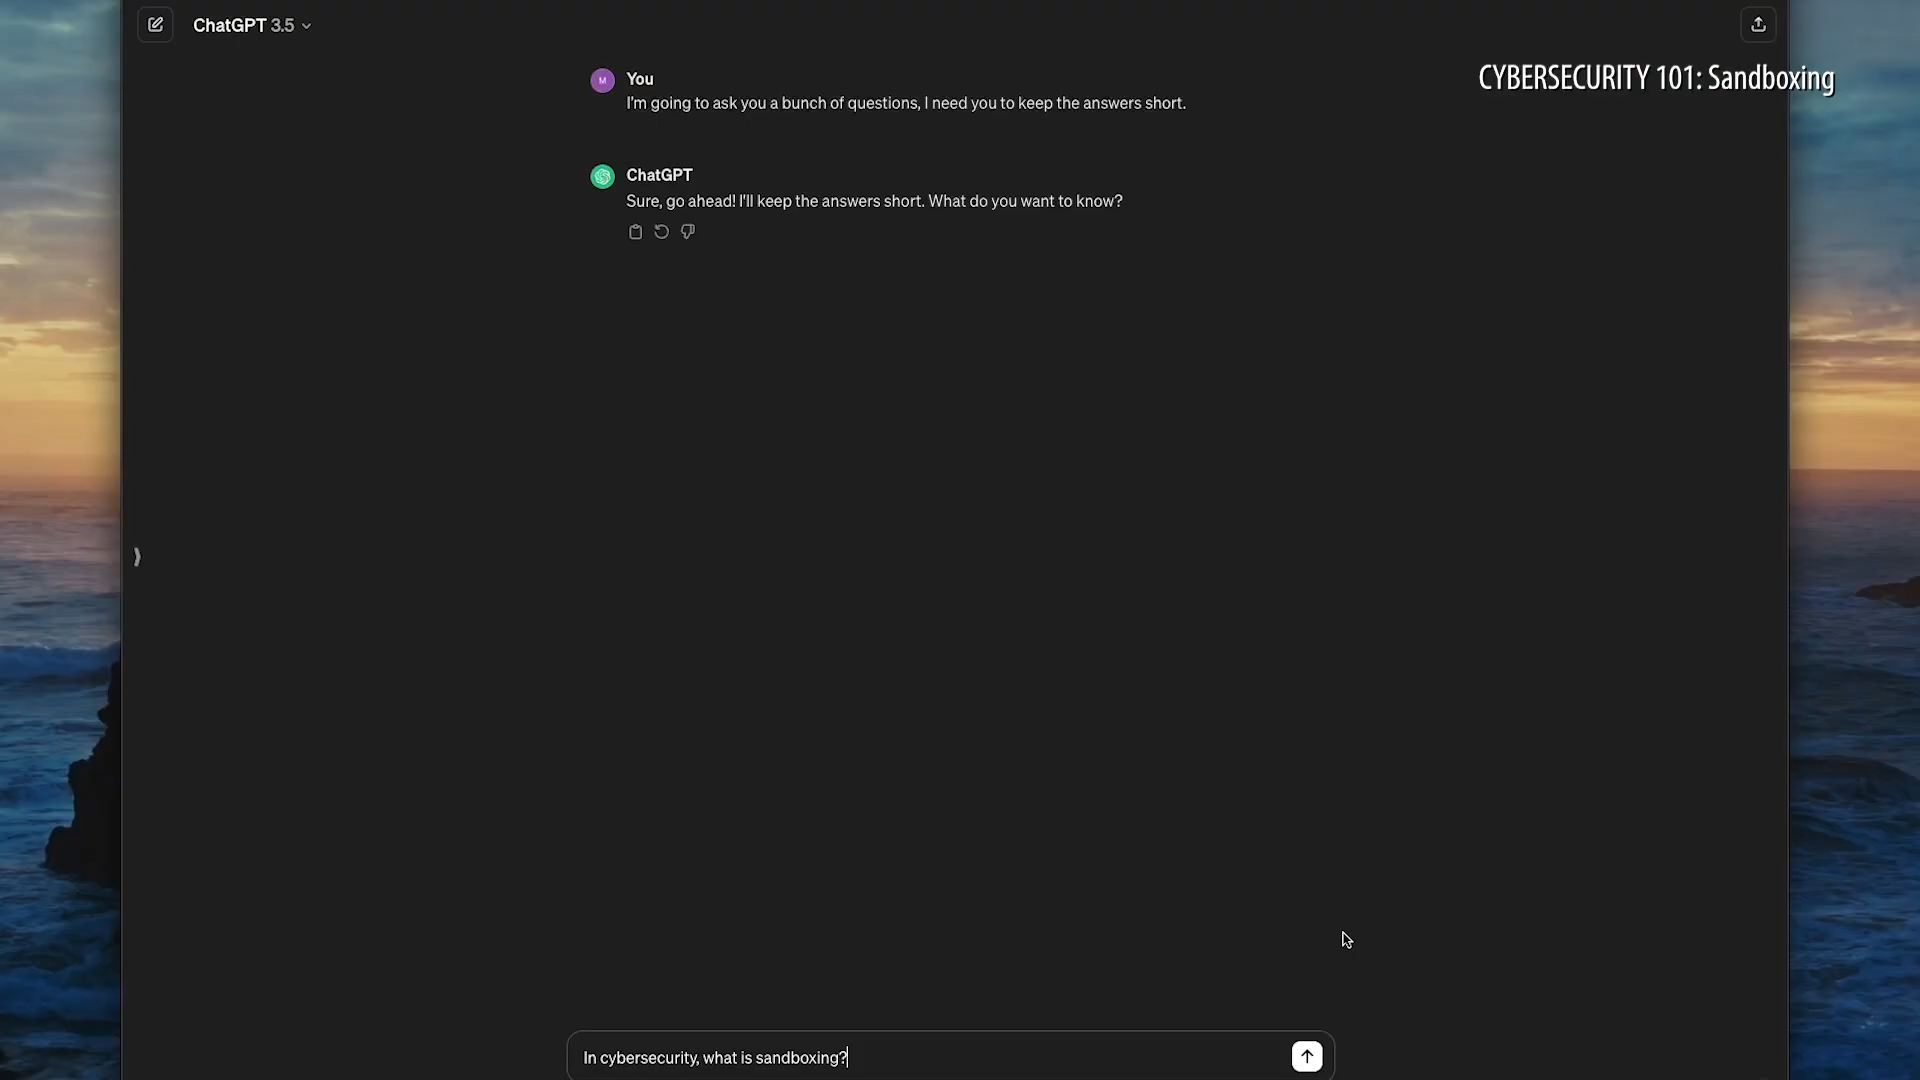 ChatGPT 3.5
CYBERSECURITY 101: Sandboxing
M
You
I'm going to ask you a bunch of questions, I need you to keep the answers short.
ChatGPT
Sure, go ahead! I'll keep the answers short. What do you want to know?
In cybersecurity, what is sandboxing?